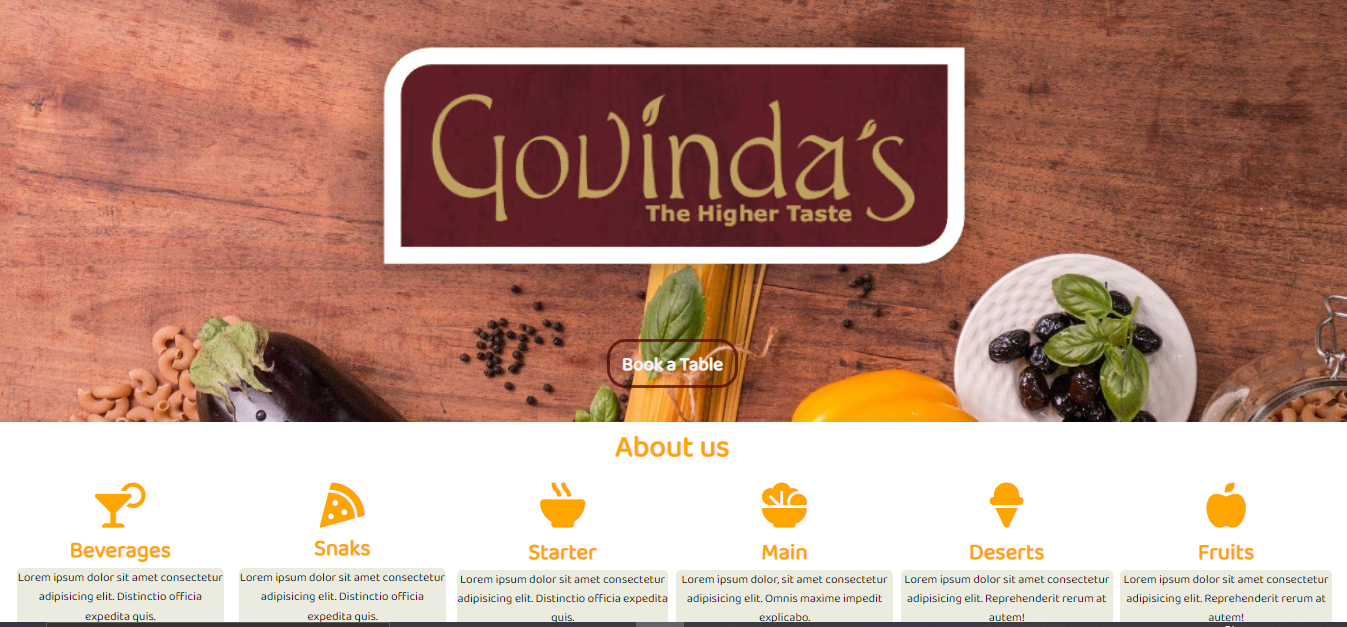 Govinda's
The Higher Taste
Book a Table
About us
Beverages
Lorem ipsum dolor sit amet consectetur
adipisicing elit. Distinctio officia
expedita quis.
Snaks
Lorem ipsum dolor sit amet consectetur
adipisicing elit. Distinctio officia
expedita quis.
Starter
Lorem ipsum dolor sit amet consectetur
adipisicing elit. Distinctio officia expedita
quis.
Main
Lorem ipsum dolor, sit amet consectetur
adipisicing elit. Omnis maxime impedit
explicabo.
Deserts
Lorem ipsum dolor sit amet consectetur
adipisicing elit. Reprehenderit rerum at
autem!
Fruits
Lorem ipsum dolor sit amet consectetur
adipisicing elit. Reprehenderit rerum at
autem!